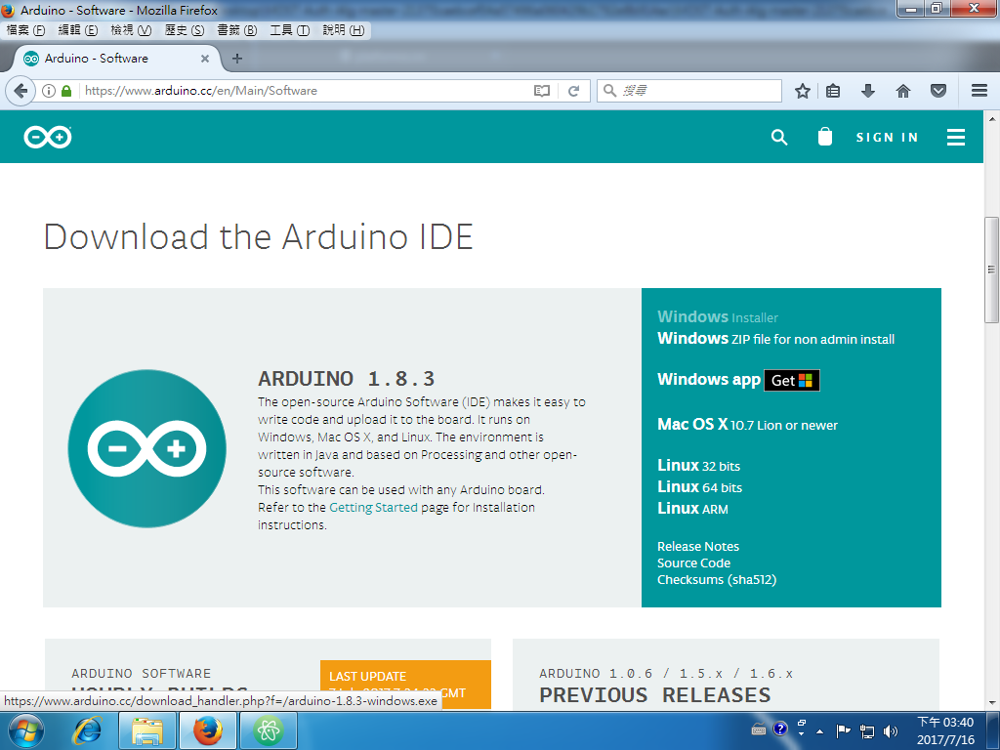 Arduino - Software - Mozilla Firefox
檔案 (F) 編輯 (E) 檢視 (V) 歷史 (S) 書籤 (B) 工具 (T) 說明 (H)
Arduino - Software
https://www.arduino.cc/en/Main/Software
搜尋
SIGN IN
Download the Arduino IDE
ARDUINO 1.8.3
The open-source Arduino Software (IDE) makes it easy to
write code and upload it to the board. It runs on
Windows, Mac OS X, and Linux. The environment is
written in Java and based on Processing and other open-
source software.
This software can be used with any Arduino board.
Refer to the Getting Started page for Installation
instructions.
Windows Installer
Windows ZIP file for non admin install
Windows app Get
Mac OS X 10.7 Lion or newer
Linux 32 bits
Linux 64 bits
Linux ARM
Release Notes
Source Code
Checksums (sha512)
ARDUINO SOFTWARE
HOURLY BUILDS
LAST UPDATE
GMT
ARDUINO 1.0.6 / 1.5.x / 1.6.x
PREVIOUS RELEASES
https://www.arduino.cc/download_handler.php?f=/arduino-1.8.3-windows.exe
下午 03:40
2017/7/16